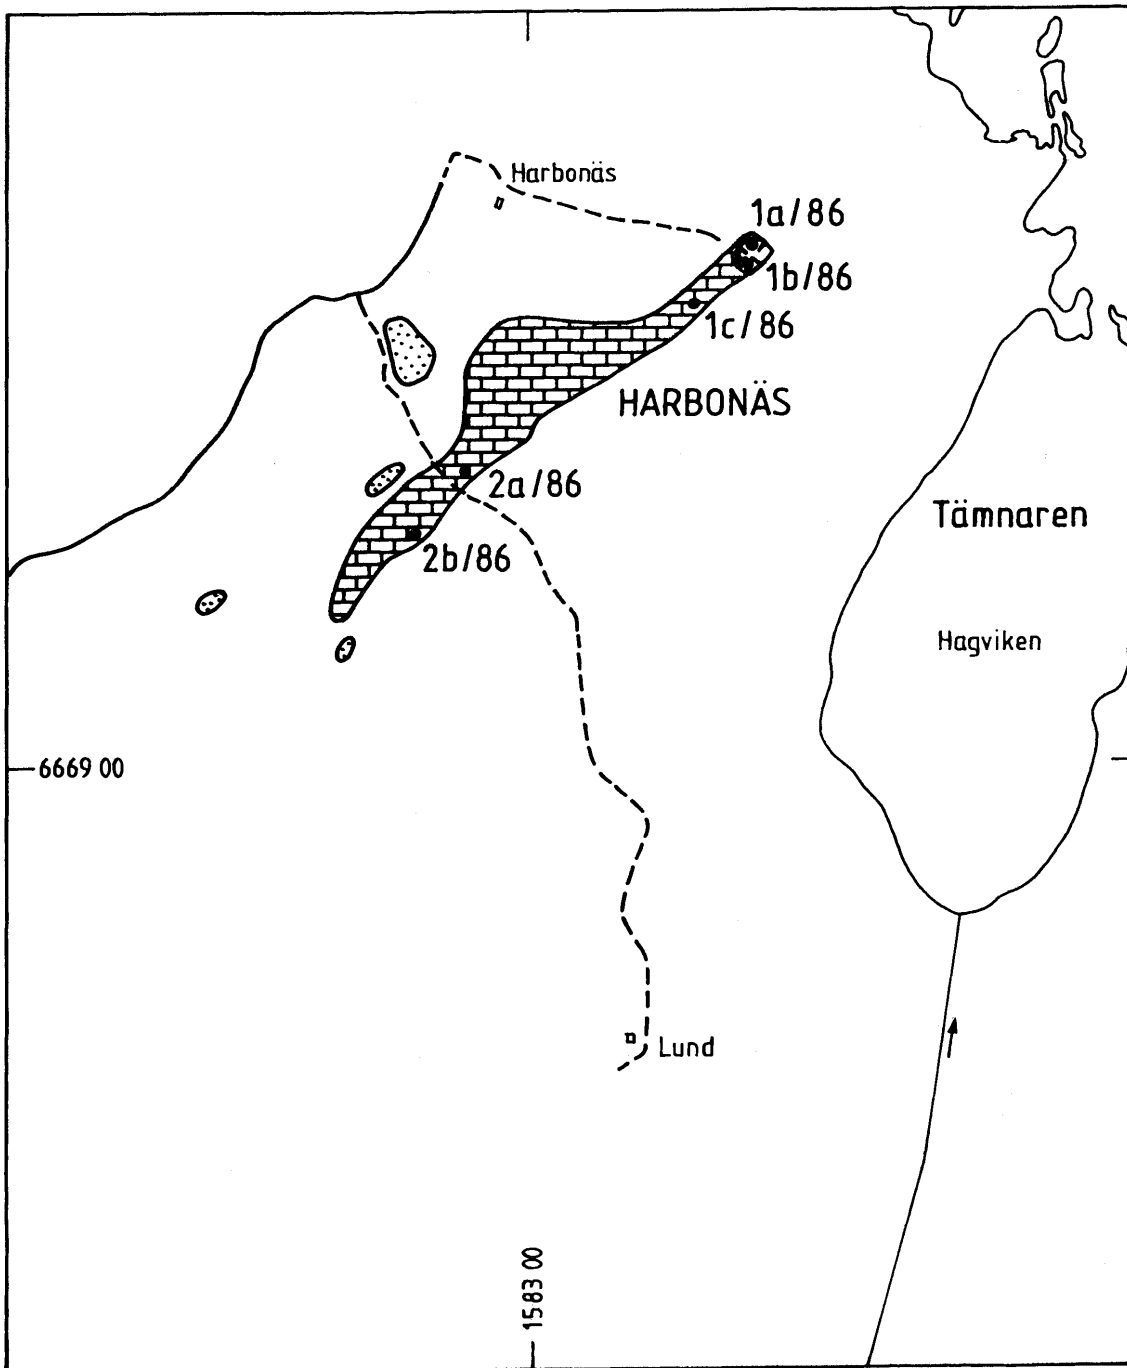 Harbonäs
1a/86
1b/86
1c/86
HARBONÄS
2a/86
Tämnaren
2b/86
Hagviken
6669 00
Lund
1583 00